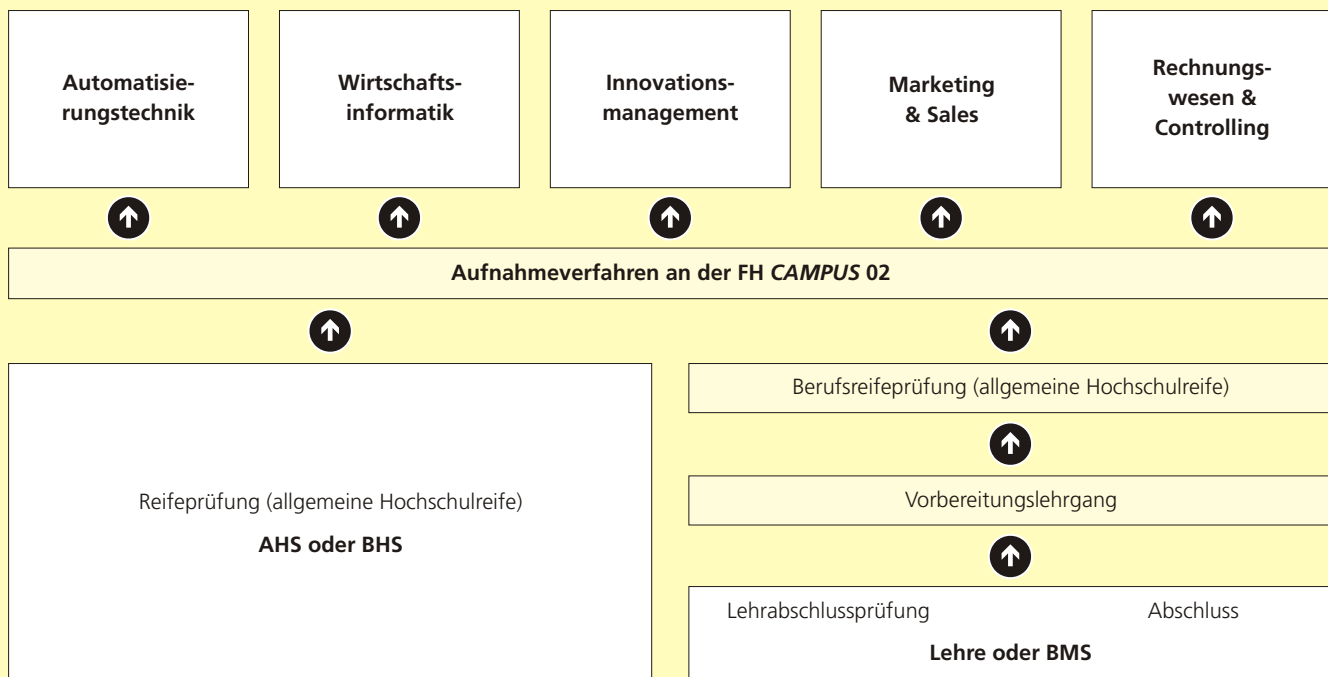 Automatisie-
rungstechnik
Wirtschafts-
informatik
Innovations-
management
Marketing
& Sales
Rechnungs-
wesen &
Controlling
Aufnahmeverfahren an der FH CAMPUS 02
Reifeprüfung (allgemeine Hochschulreife)
AHS oder BHS
Berufsreifeprüfung (allgemeine Hochschulreife)
Vorbereitungslehrgang
Lehrabschlussprüfung Abschluss
Lehre oder BMS